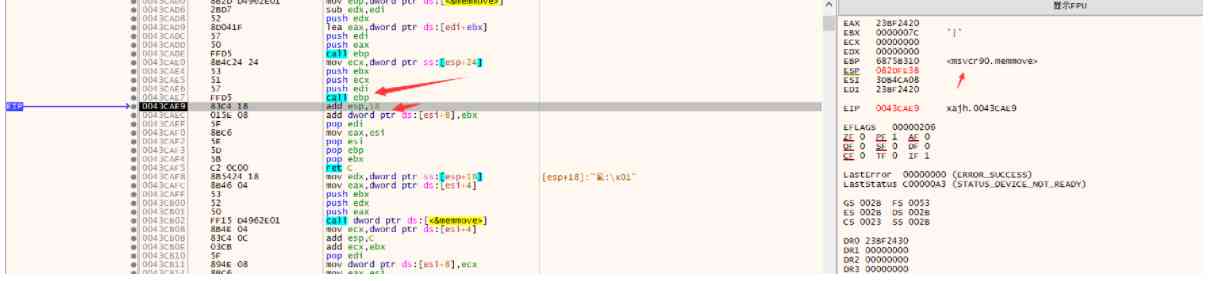 0043CAD0 8B2D D4962E01 mov ebp,dword ptr ds:[<&memmove>]
0043CAD6 2BD7 sub edx,edi
0043CAD8 52 push edx
0043CAD9 8D041F lea eax,dword ptr ds:[edi+ebx]
0043CADC 57 push edi
0043CADD 50 push eax
0043CADE FFD5 call ebp
0043CAE0 8B4C24 24 mov ecx,dword ptr ss:[esp+24]
0043CAE4 53 push ebx
0043CAE5 51 push ecx
0043CAE6 57 push edi
0043CAE7 FFD5 call ebp
EIP 0043CAE9 83C4 18 add esp,18
0043CAEC 015E 08 add dword ptr ds:[esi+8],ebx
0043CAEF 5F pop edi
0043CAF0 8BC6 mov eax,esi
0043CAF2 5E pop esi
0043CAF3 5D pop ebp
0043CAF4 5B pop ebx
0043CAF5 C2 0C00 ret C
0043CAF8 8B5424 18 mov edx,dword ptr ss:[esp+18]
0043CAFC 8B46 04 mov eax,dword ptr ds:[esi+4]
0043CAFF 53 push ebx
0043CB00 52 push edx
0043CB01 50 push eax
0043CB02 FF15 D4962E01 call dword ptr ds:[<&memmove>]
0043CB08 8B4E 04 mov ecx,dword ptr ds:[esi+4]
0043CB0B 83C4 0C add esp,C
0043CB0E 03CB add ecx,ebx
0043CB10 5F pop edi
0043CB11 894E 08 mov dword ptr ds:[esi+8],ecx
0043CB14 8BC6 mov eax,esi
显示FPU
EAX 23BF2420
EBX 0000007C '|'
ECX 00000000
EDX 00000000
EBP 6875B310 <msvcr90.memmove>
ESP
ESI 3DB4CA08
EDI 23BF2420
EIP 0043CAE9 xajh.0043CAE9
EFLAGS 00000206
ZF 0 PF 1 AF 0
OF 0 SF 0 DF 0
CF 0 TF 0 IF 1
LastError 00000000 (ERROR_SUCCESS)
LastStatus C00000A3 (STATUS_DEVICE_NOT_READY)
GS 002B FS 0053
ES 002B DS 002B
CS 0023 SS 002B
DR0 23BF2430
DR1 00000000
DR2 00000000
DR3 00000000